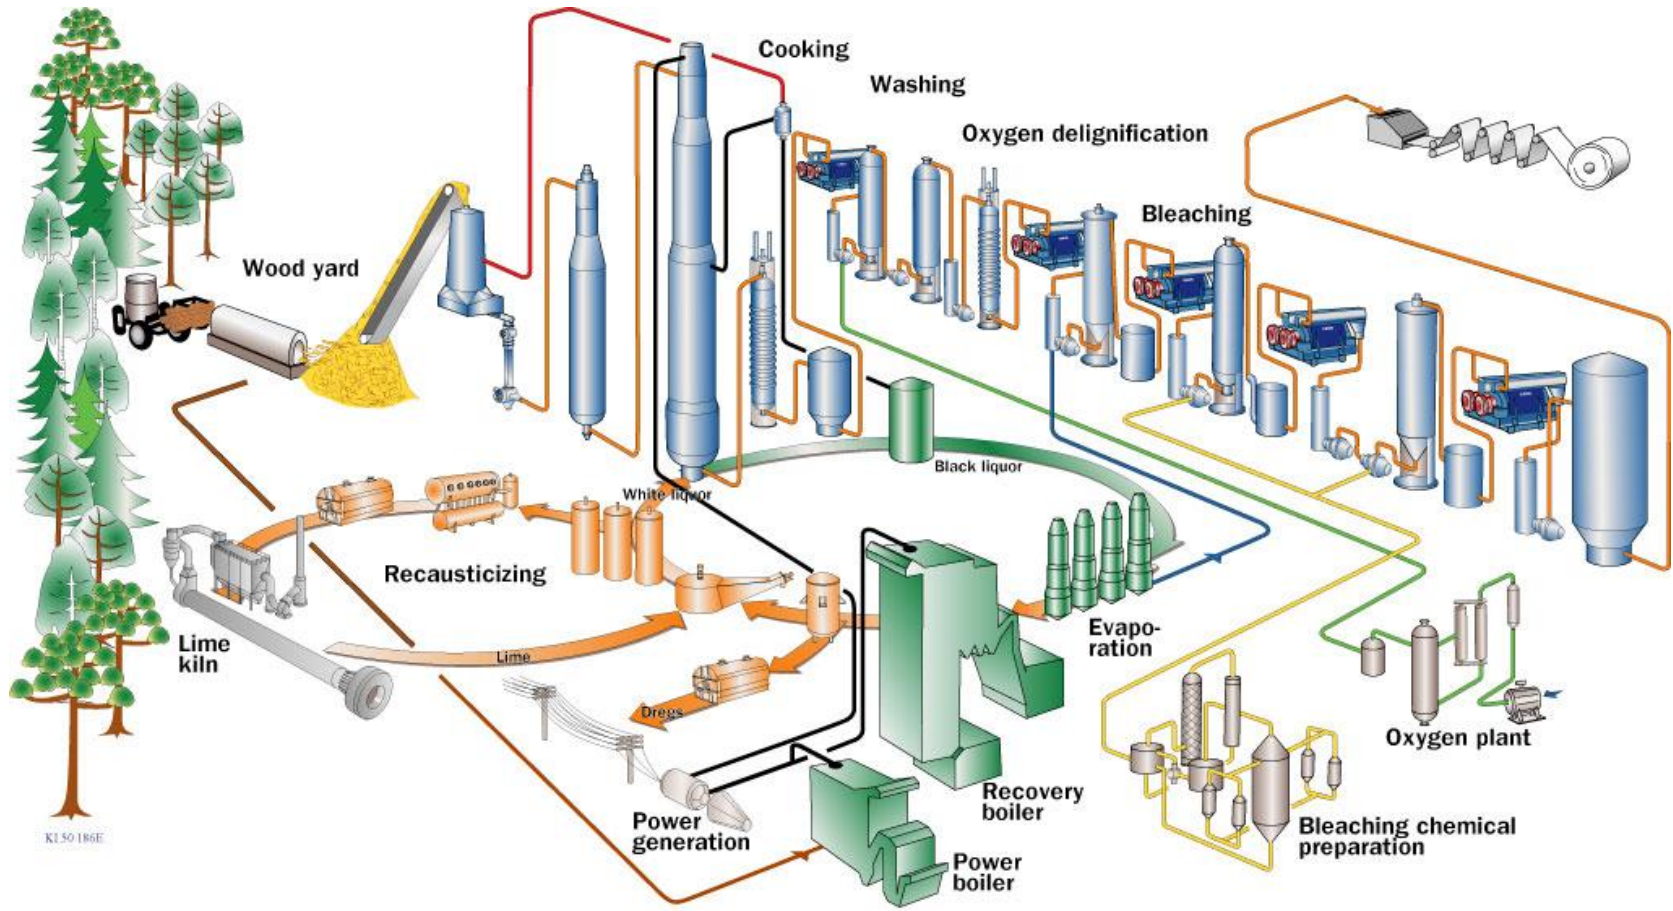 Cooking
Washing
Oxygen delignification
Bleaching
Wood yard
Black liquor
White liquor
Recausticizing
Lime
kiln
Lime
Evapo-
ration
Dregs
Oxygen plant
Recovery
boiler
Power
generation
Bleaching chemical
preparation
Power
boiler
KI 50 186E